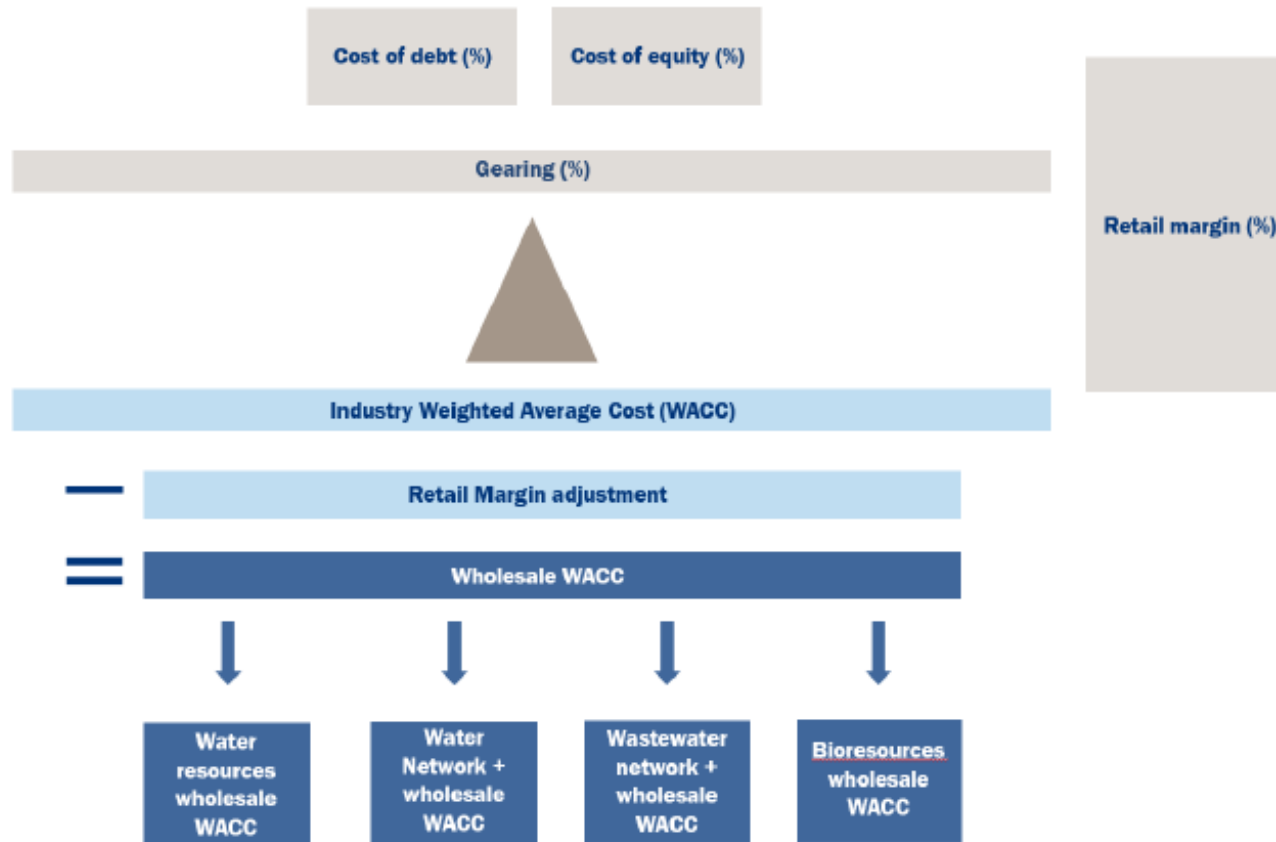 Cost of debt (%)
Cost of equity (%)
Gearing (%)
Retail margin (%)
Industry Weighted Average Cost (WACC)
Retail Margin adjustment
Wholesale WACC
Water
resources
wholesale
WACC
Water
Network +
wholesale
WACC
Wastewater
network +
wholesale
WACC
Bioresources
wholesale
WACC